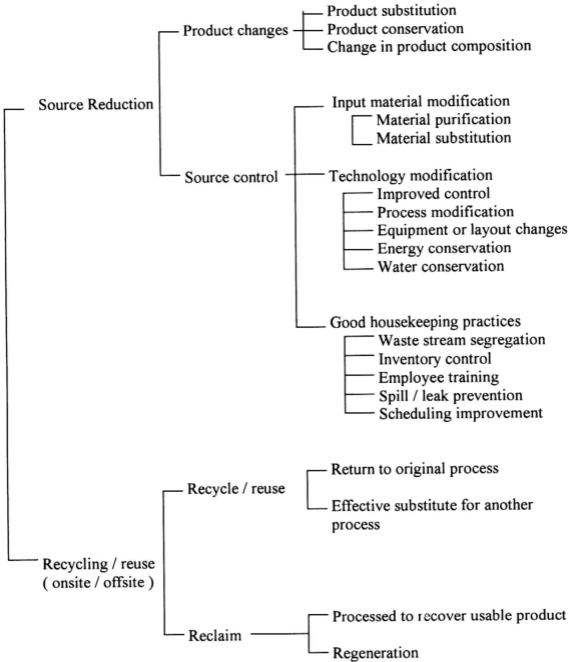 Product substitution
Product changes
Product conservation
Change in product composition
Source Reduction
Input material modification
Material purification
Material substitution
Source control
Technology modification
Improved control
Process modification
Equipment or layout changes
Energy conservation
Water conservation
Good housekeeping practices
Waste stream segregation
Inventory control
Employee training
Spill / leak prevention
Scheduling improvement
Return to original process
Recycle / reuse
Effective substitute for another
process
Recycling / reuse
( onsite / offsite )
Processed to recover usable product
Reclaim
Regeneration